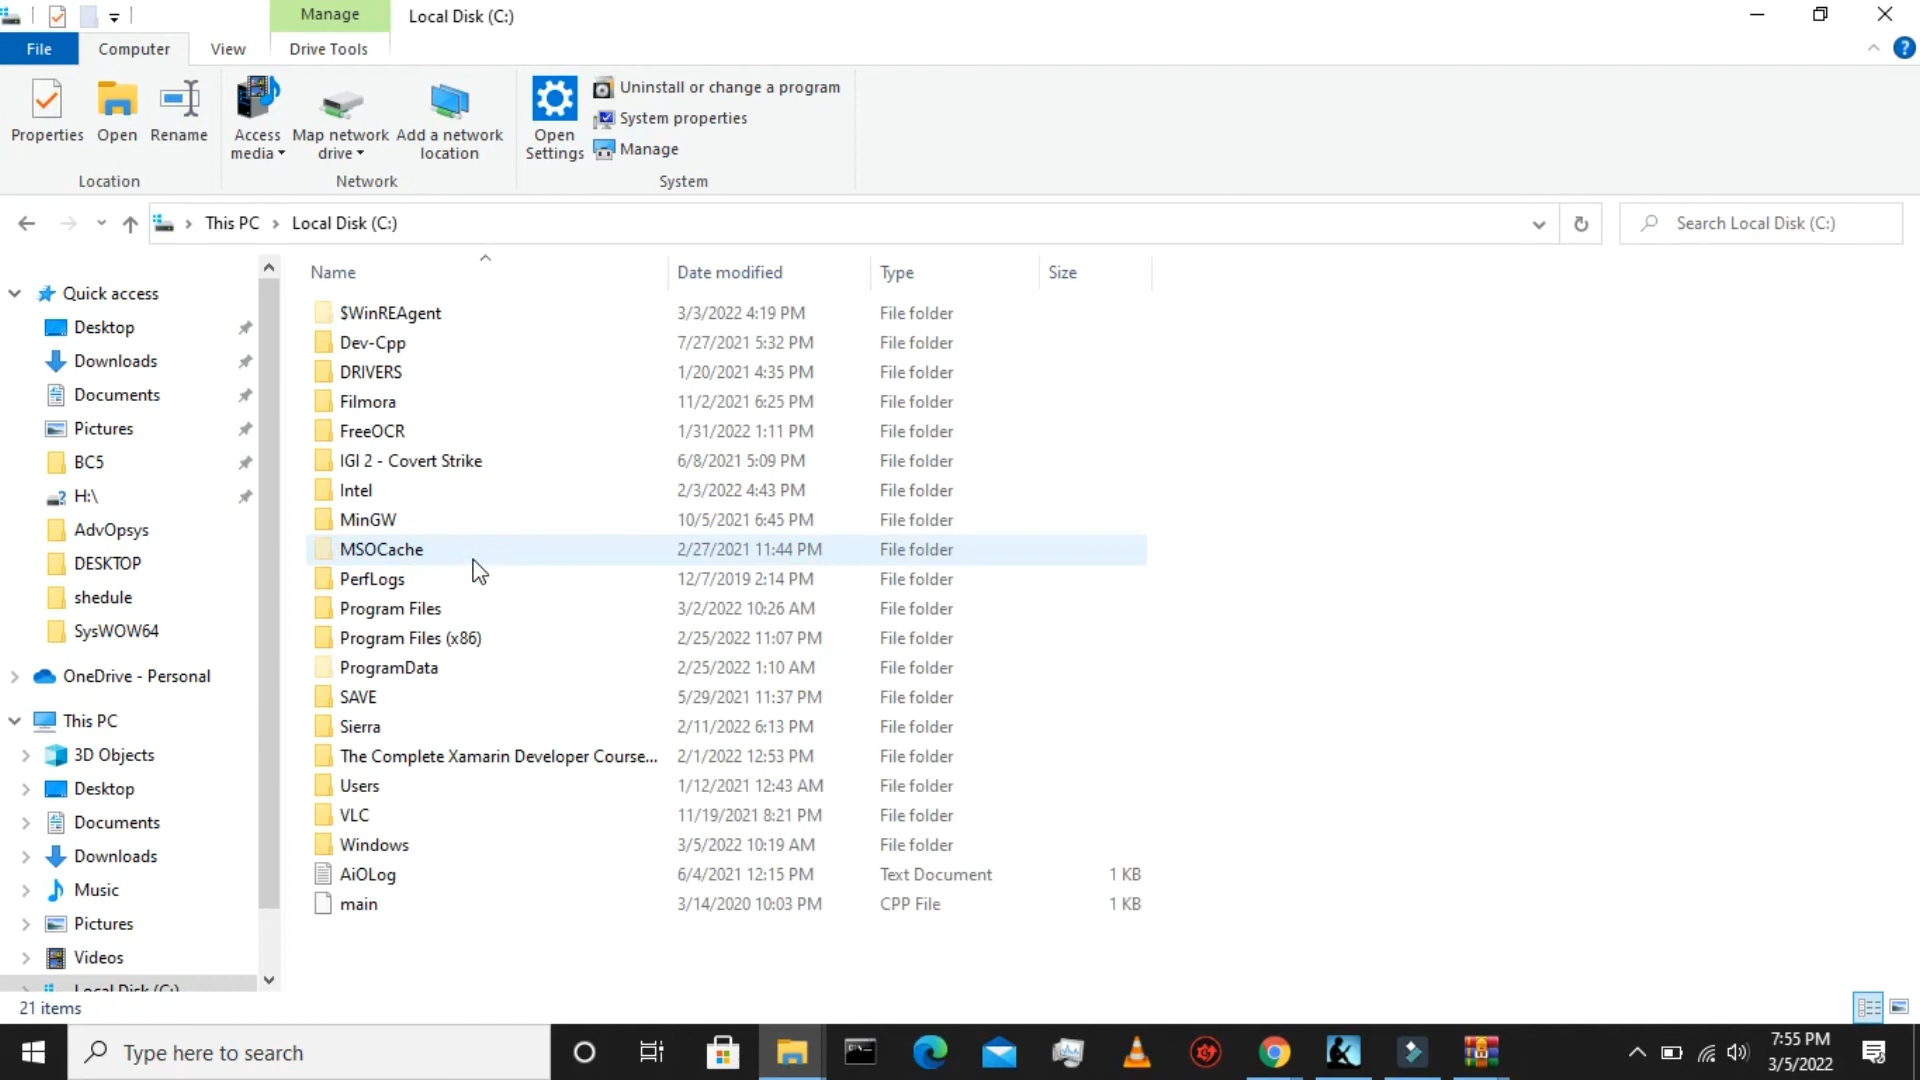 Manage
Local Disk (C:)
File
Computer
View
Drive Tools
Properties
Open
Rename
Access media
Map network drive
Add a network location
Open Settings
Uninstall or change a program
System properties
Manage
Location
Network
System
This PC
Local Disk (C:)
Search Local Disk (C:)
Name
Date modified
Type
Size
Quick access
Desktop
Downloads
Documents
Pictures
BC5
H:\
AdvOpsys
DESKTOP
shedule
SysWOW64
OneDrive - Personal
This PC
3D Objects
Desktop
Documents
Downloads
Music
Pictures
Videos
Local Disk (C:)
$WinREAgent 3/3/2022 4:19 PM File folder
Dev-Cpp 7/27/2021 5:32 PM File folder
DRIVERS 1/20/2021 4:35 PM File folder
Filmora 11/2/2021 6:25 PM File folder
FreeOCR 1/31/2022 1:11 PM File folder
IGI 2 - Covert Strike 6/8/2021 5:09 PM File folder
Intel 2/3/2022 4:43 PM File folder
MinGW 10/5/2021 6:45 PM File folder
MSOCache 2/27/2021 11:44 PM File folder
PerfLogs 12/7/2019 2:14 PM File folder
Program Files 3/2/2022 10:26 AM File folder
Program Files (x86) 2/25/2022 11:07 PM File folder
ProgramData 2/25/2022 1:10 AM File folder
SAVE 5/29/2021 11:37 PM File folder
Sierra 2/11/2022 6:13 PM File folder
The Complete Xamarin Developer Course... 2/1/2022 12:53 PM File folder
Users 1/12/2021 12:43 AM File folder
VLC 11/19/2021 8:21 PM File folder
Windows 3/5/2022 10:19 AM File folder
AiOLog 6/4/2021 12:15 PM Text Document 1 KB
main 3/14/2020 10:03 PM CPP File 1 KB
21 items
Type here to search
7:55 PM
3/5/2022